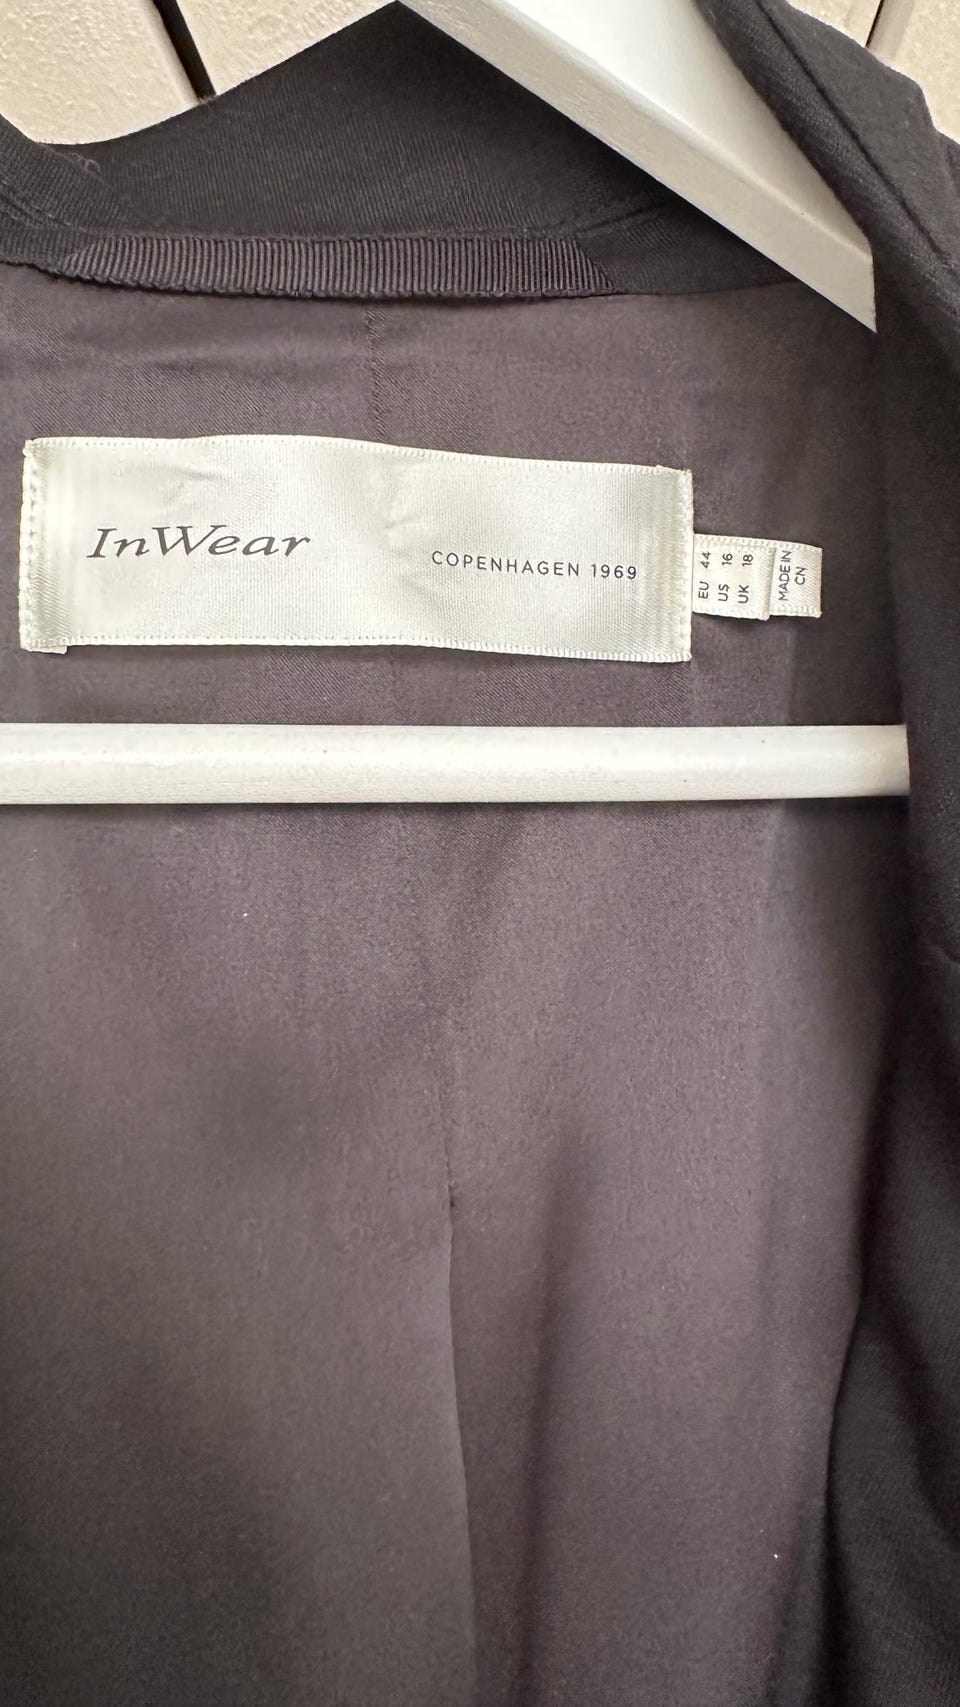 InWear
COPENHAGEN 1969
EU 44
US 16
UK 18
MADE IN
CN